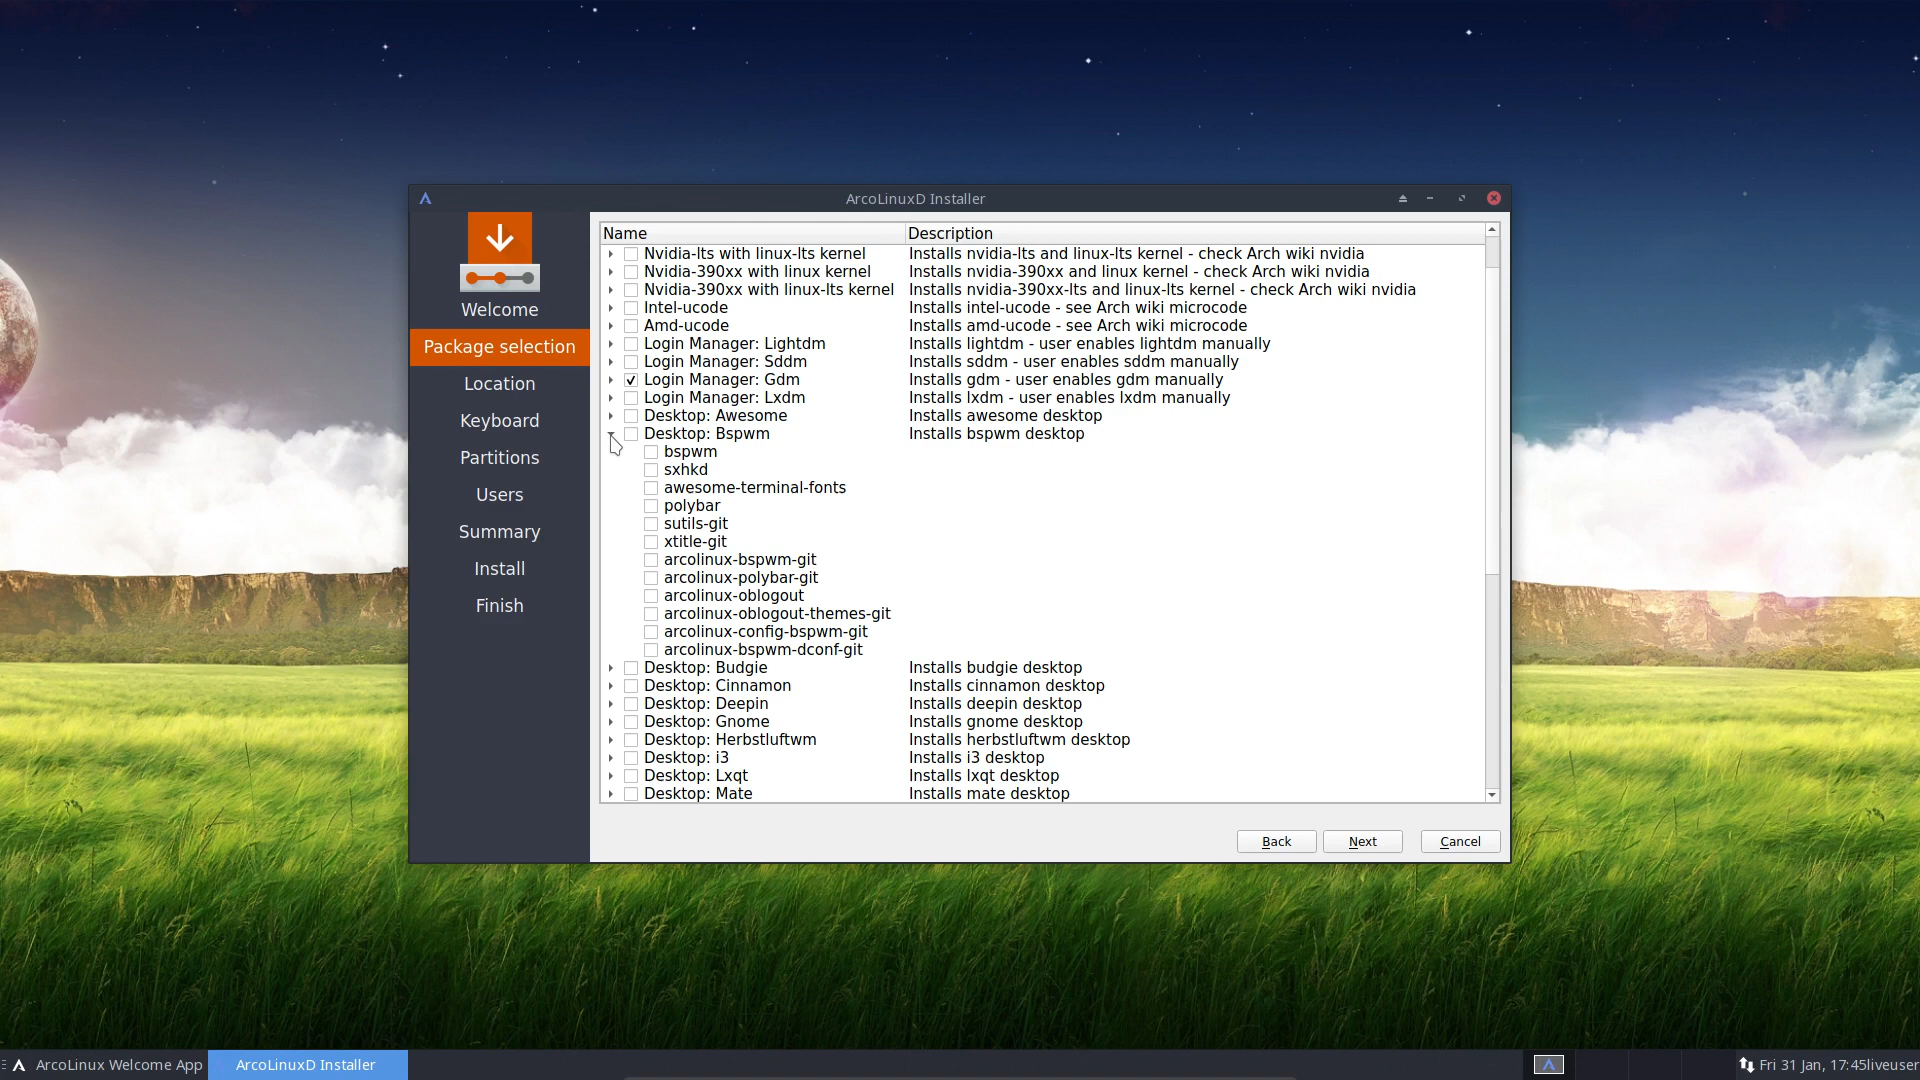 ArcoLinuxD Installer
Welcome
Package selection
Location
Keyboard
Partitions
Users
Summary
Install
Finish
Name Description
Nvidia-lts with linux-lts kernel Installs nvidia-lts and linux-lts kernel - check Arch wiki nvidia
Nvidia-390xx with linux kernel Installs nvidia-390xx and linux kernel - check Arch wiki nvidia
Nvidia-390xx with linux-lts kernel Installs nvidia-390xx-lts and linux-lts kernel - check Arch wiki nvidia
Intel-ucode Installs intel-ucode - see Arch wiki microcode
Amd-ucode Installs amd-ucode - see Arch wiki microcode
Login Manager: Lightdm Installs lightdm - user enables lightdm manually
Login Manager: Sddm Installs sddm - user enables sddm manually
Login Manager: Gdm Installs gdm - user enables gdm manually
Login Manager: Lxdm Installs lxdm - user enables lxdm manually
Desktop: Awesome Installs awesome desktop
Desktop: Bspwm Installs bspwm desktop
bspwm
sxhkd
awesome-terminal-fonts
polybar
sutils-git
xtitle-git
arcolinux-bspwm-git
arcolinux-polybar-git
arcolinux-oblogout
arcolinux-oblogout-themes-git
arcolinux-config-bspwm-git
arcolinux-bspwm-dconf-git
Desktop: Budgie Installs budgie desktop
Desktop: Cinnamon Installs cinnamon desktop
Desktop: Deepin Installs deepin desktop
Desktop: Gnome Installs gnome desktop
Desktop: Herbstluftwm Installs herbstluftwm desktop
Desktop: i3 Installs i3 desktop
Desktop: Lxqt Installs lxqt desktop
Desktop: Mate Installs mate desktop
Back Next Cancel
ArcoLinux Welcome App ArcoLinuxD Installer Fri 31 Jan, 17:45liveuser